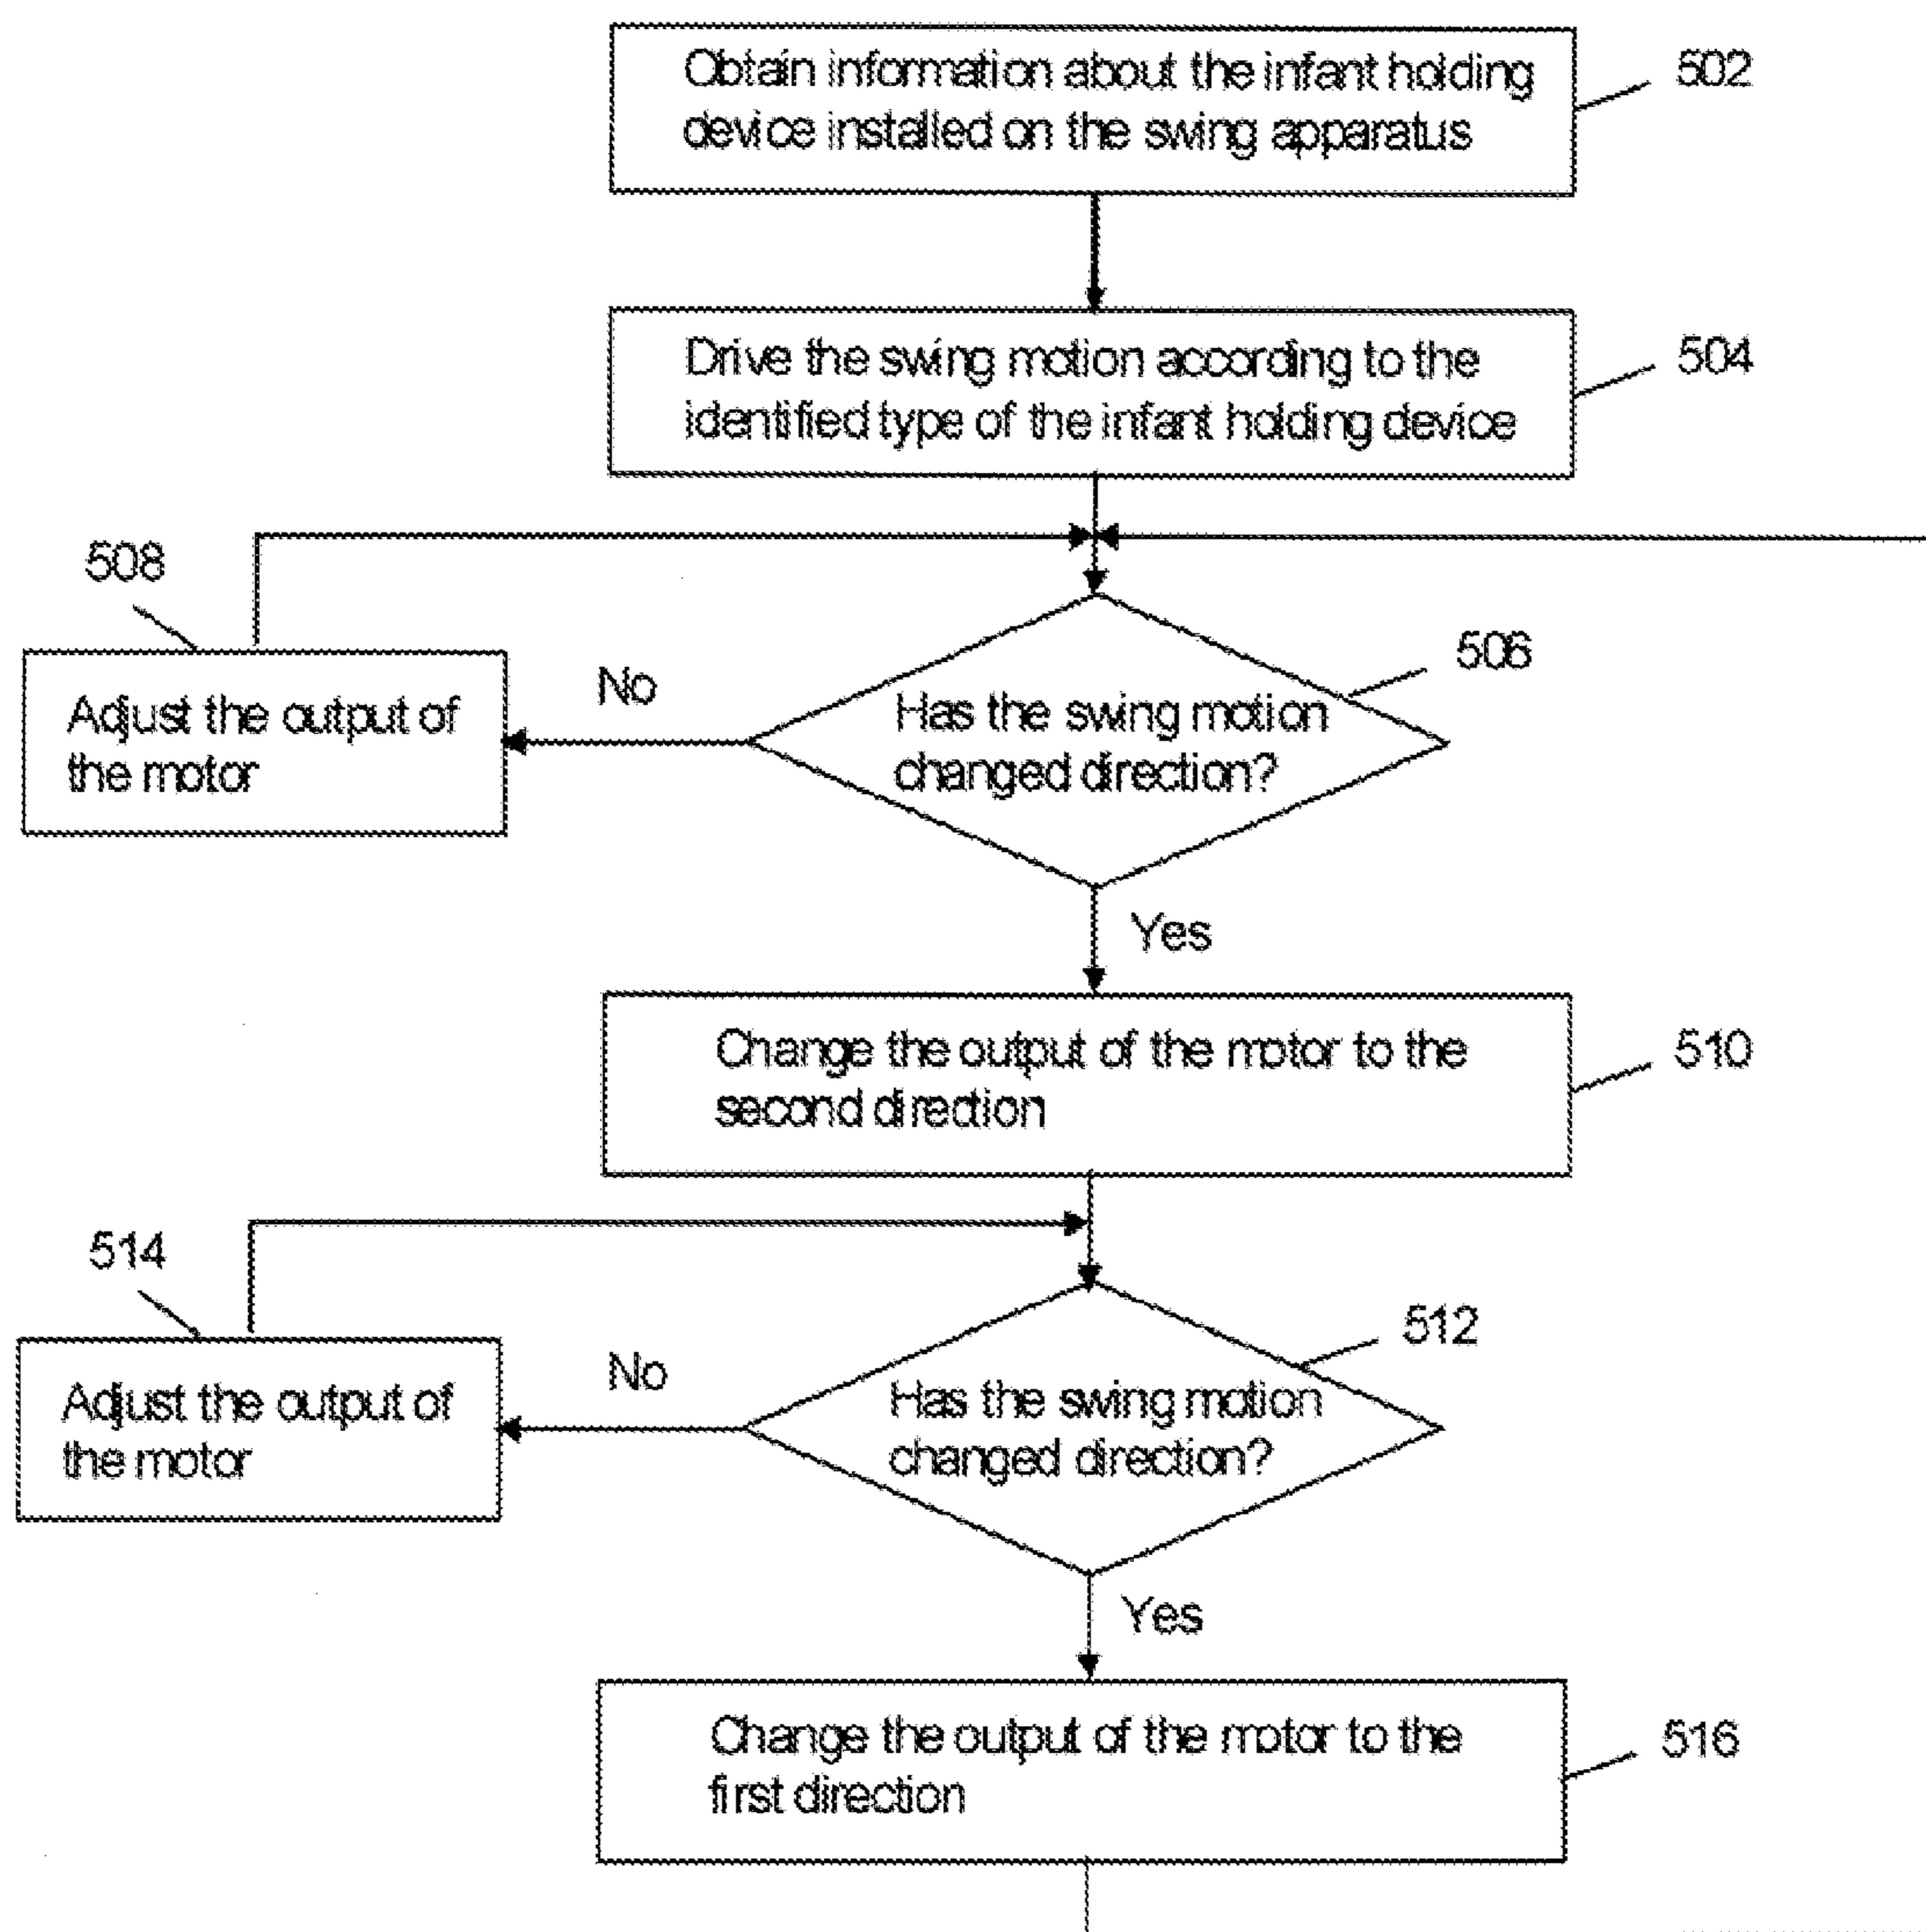 Obtain information about the infant holding
device installed on the swing apparatus
502
Drive the swing motion according to the
identified type of the infant holding device
504
508
506
Adjust the output of
the motor
No
Has the swing motion
changed direction?
Yes
Change the output of the motor to the
second direction
510
514
512
Adjust the output of
the motor
No
Has the swing motion
changed direction?
Yes
Change the output of the motor to the
first direction
516